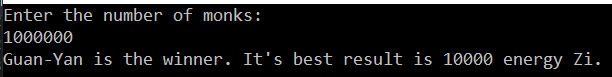 Enter the number of monks:
1000000
Guan-Yan is the winner. It's best result is 10000 energy Zi.